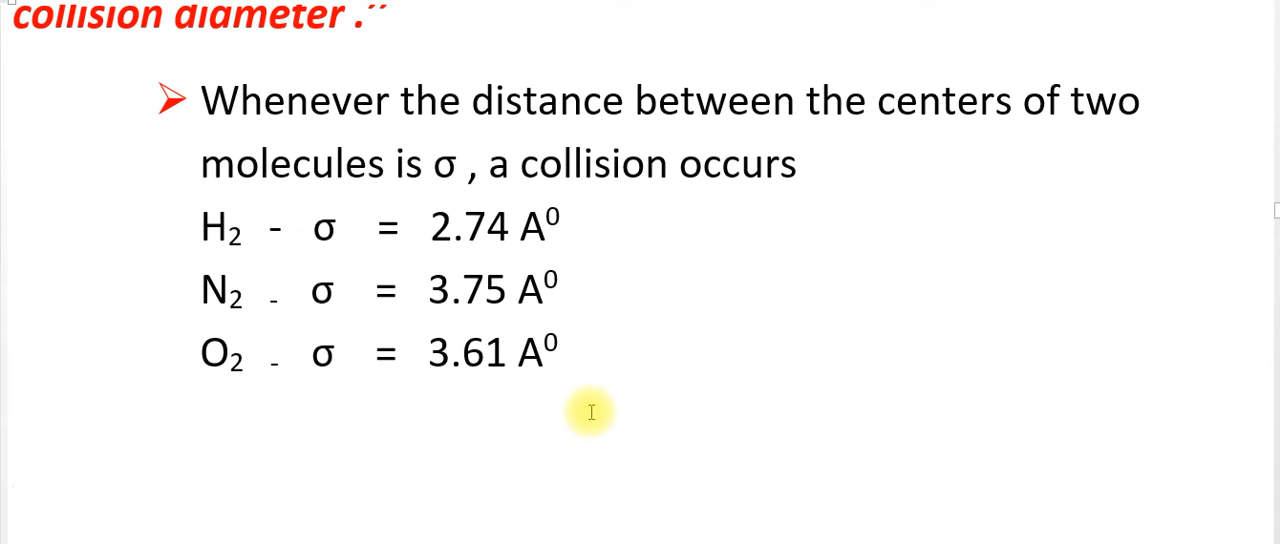 collision diameter .”
Whenever the distance between the centers of two
molecules is σ , a collision occurs
H₂ - σ = 2.74 A⁰
N₂ - σ = 3.75 A⁰
O₂ - σ = 3.61 A⁰